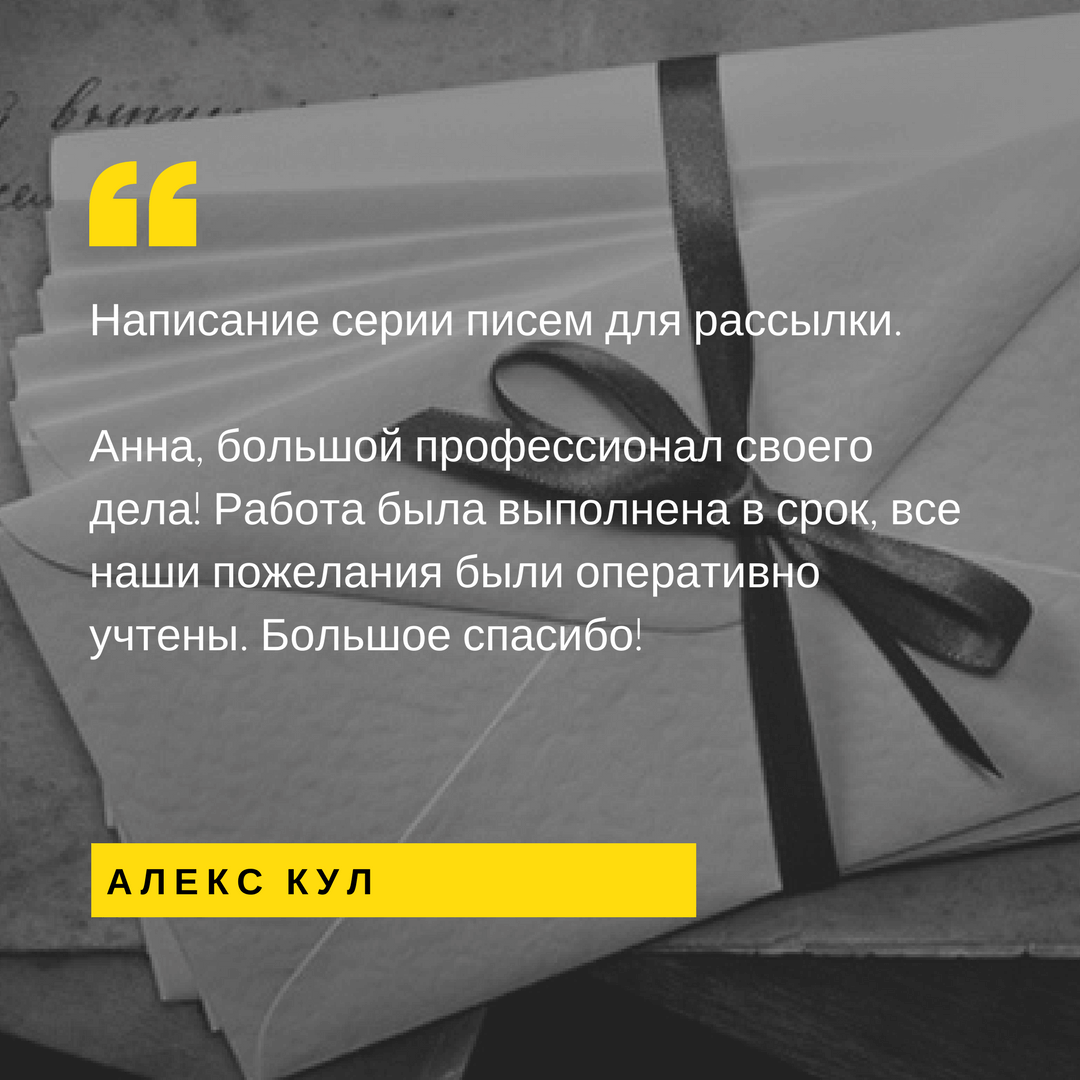 “
Написание серии писем для рассылки.
Анна, большой профессионал своего
дела! Работа была выполнена в срок, все
наши пожелания были оперативно
учтены. Большое спасибо!
АЛЕКС КУЛ